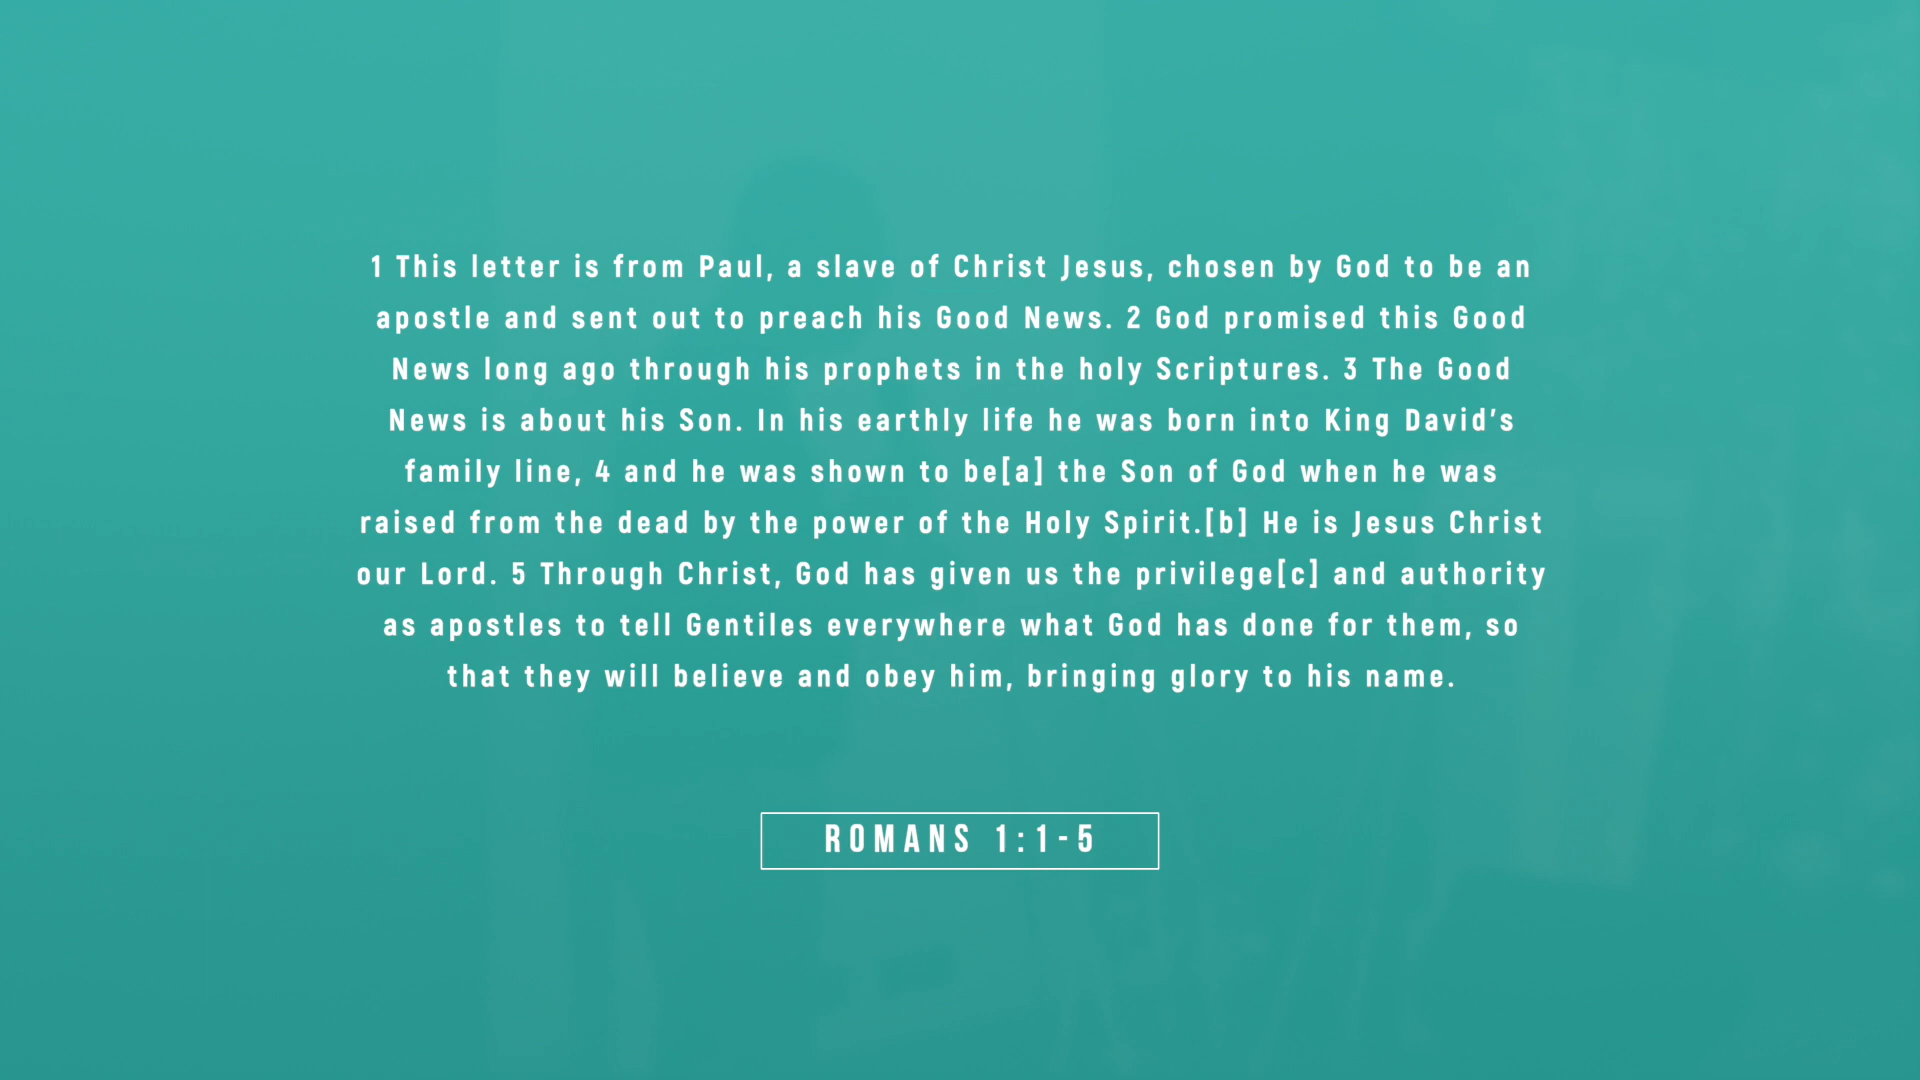 1 This letter is from Paul, a slave of Christ Jesus, chosen by God to be an
apostle and sent out to preach his Good News. 2 God promised this Good
News long ago through his prophets in the holy Scriptures. 3 The Good
News is about his Son. In his earthly life he was born into King David's
family line, 4 and he was shown to be[a] the Son of God when he was
raised from the dead by the power of the Holy Spirit.[b] He is Jesus Christ
our Lord. 5 Through Christ, God has given us the privilege[c] and authority
as apostles to tell Gentiles everywhere what God has done for them, so
that they will believe and obey him, bringing glory to his name.
ROMANS 1:1-5